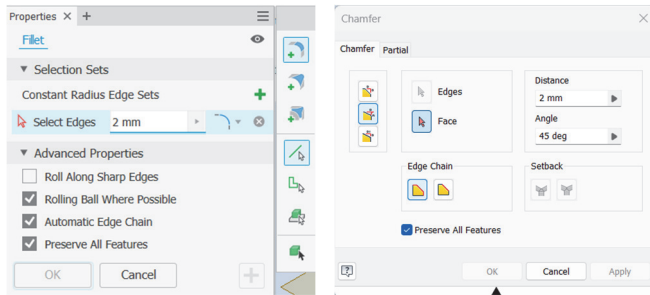 Properties × +
Fillet
Selection Sets
Constant Radius Edge Sets
Select Edges 2 mm
Advanced Properties
Roll Along Sharp Edges
Rolling Ball Where Possible
Automatic Edge Chain
Preserve All Features
OK Cancel +
Chamfer
Chamfer Partial
Edges
Face
Distance
2 mm
Angle
45 deg
Edge Chain
Setback
Preserve All Features
? OK Cancel Apply